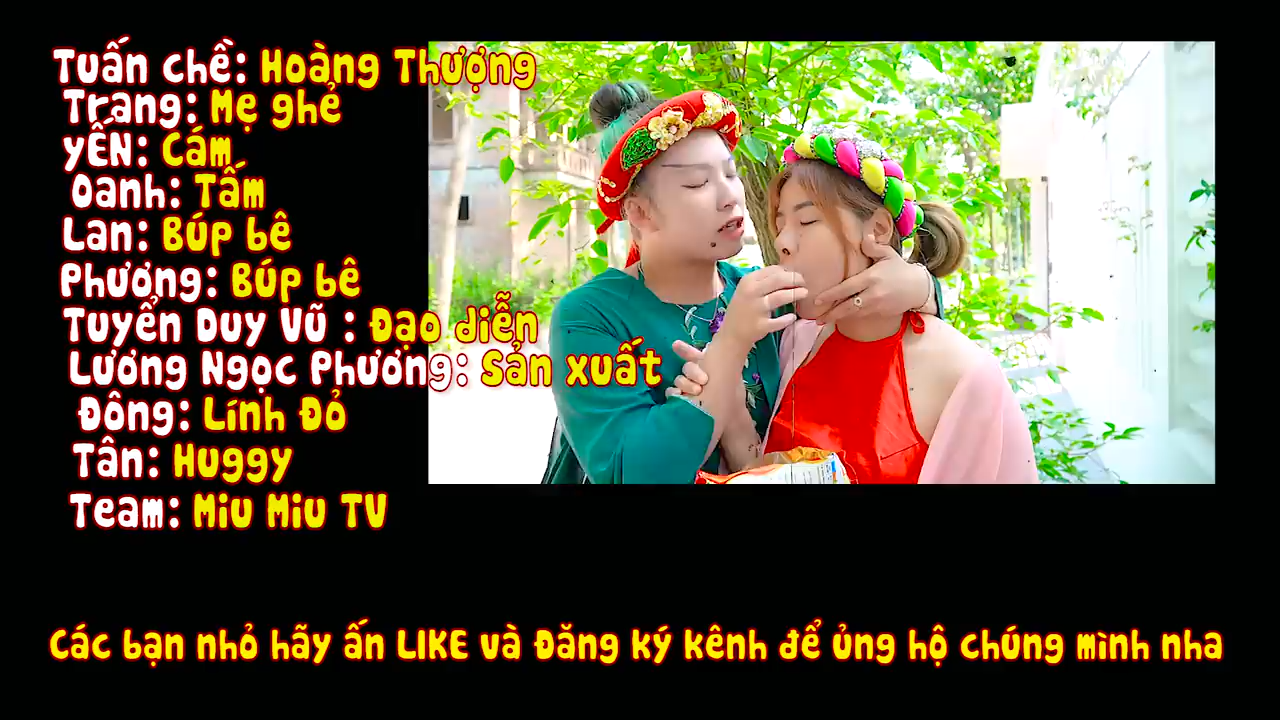 Tuấn chề: Hoàng Thượng
Trang: Mẹ ghẻ
yẾN: Cám
Oanh: Tấm
Lan: Búp bê
Phương: Búp bê
Tuyển Duy Vũ : Đạo diễn
Lương Ngọc Phương: Sản xuất
Đông: Lính Đỏ
Tân: Huggy
Team: Miu Miu TV
Các bạn nhỏ hãy ấn LIKE và Đăng ký kênh để ủng hộ chúng mình nha